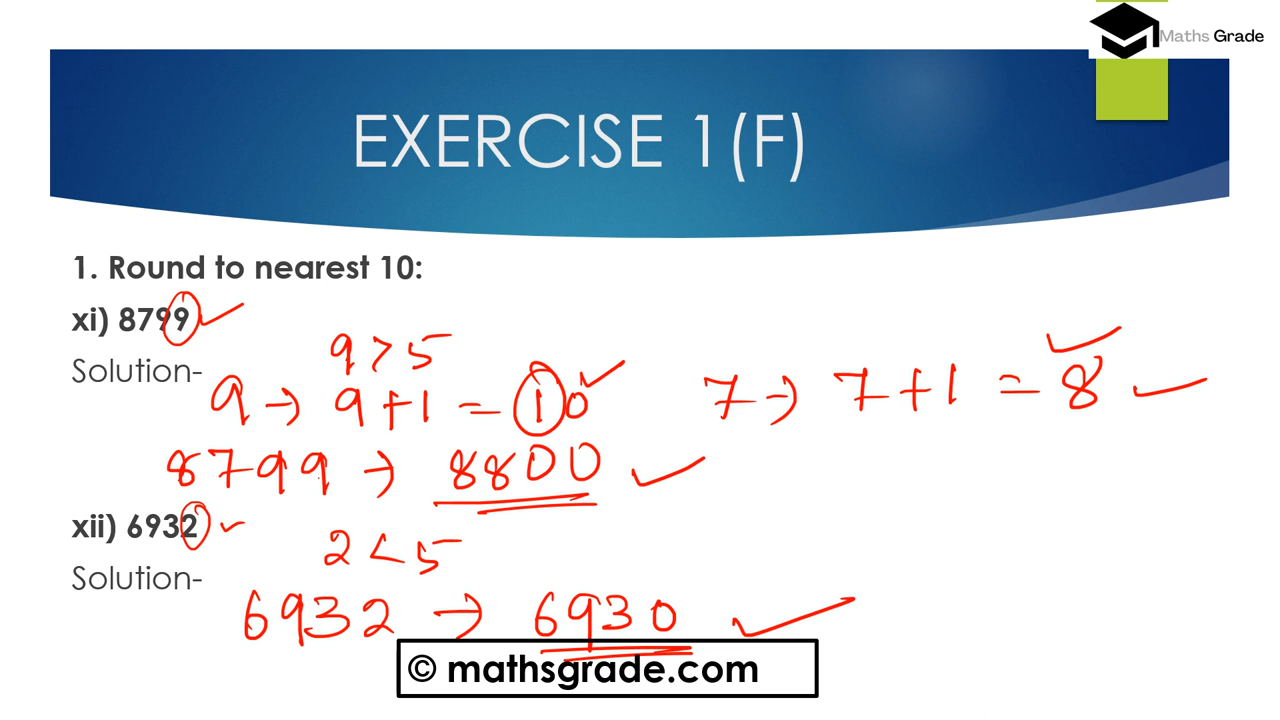 Maths Grade
EXERCISE 1(F)
1. Round to nearest 10:
xi) 8799
9 > 5
Solution-
9 → 9 + 1 = 10 7 → 7 + 1 = 8
8799 → 8800
xii) 6932
2 < 5
Solution-
6932 → 6930
© mathsgrade.com